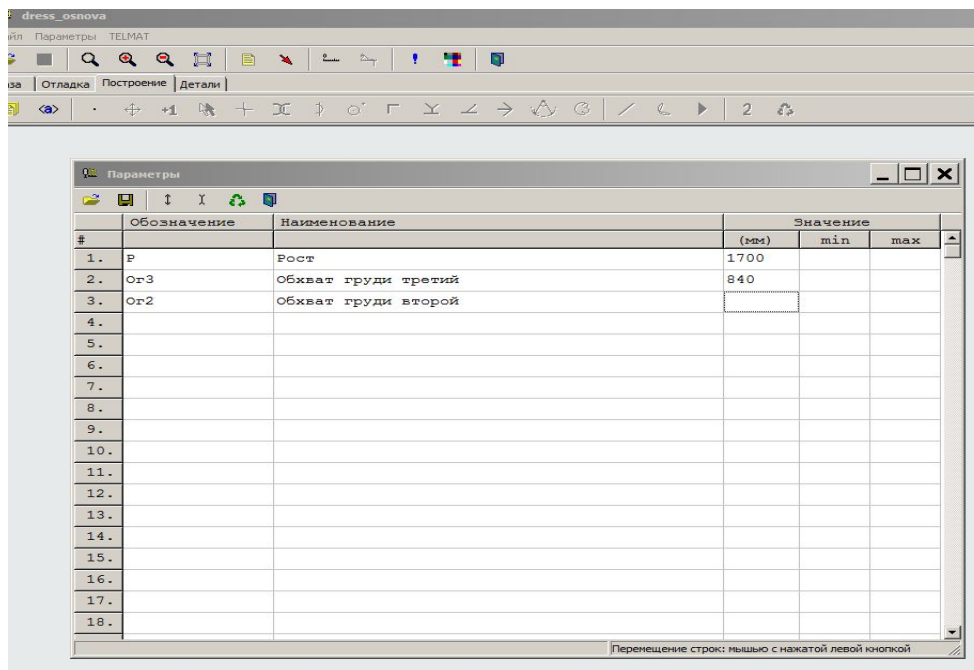 dress_osnova
йл Параметры TELMAT
за Отладка Построение Детали
<a> +1 2
Параметры
Обозначение Наименование Значение
# (мм) min max
1. Р Рост 1700
2. Ог3 Обхват груди третий 840
3. Ог2 Обхват груди второй
4.
5.
6.
7.
8.
9.
10.
11.
12.
13.
14.
15.
16.
17.
18.
Перемещение строк: мышью с нажатой левой кнопкой